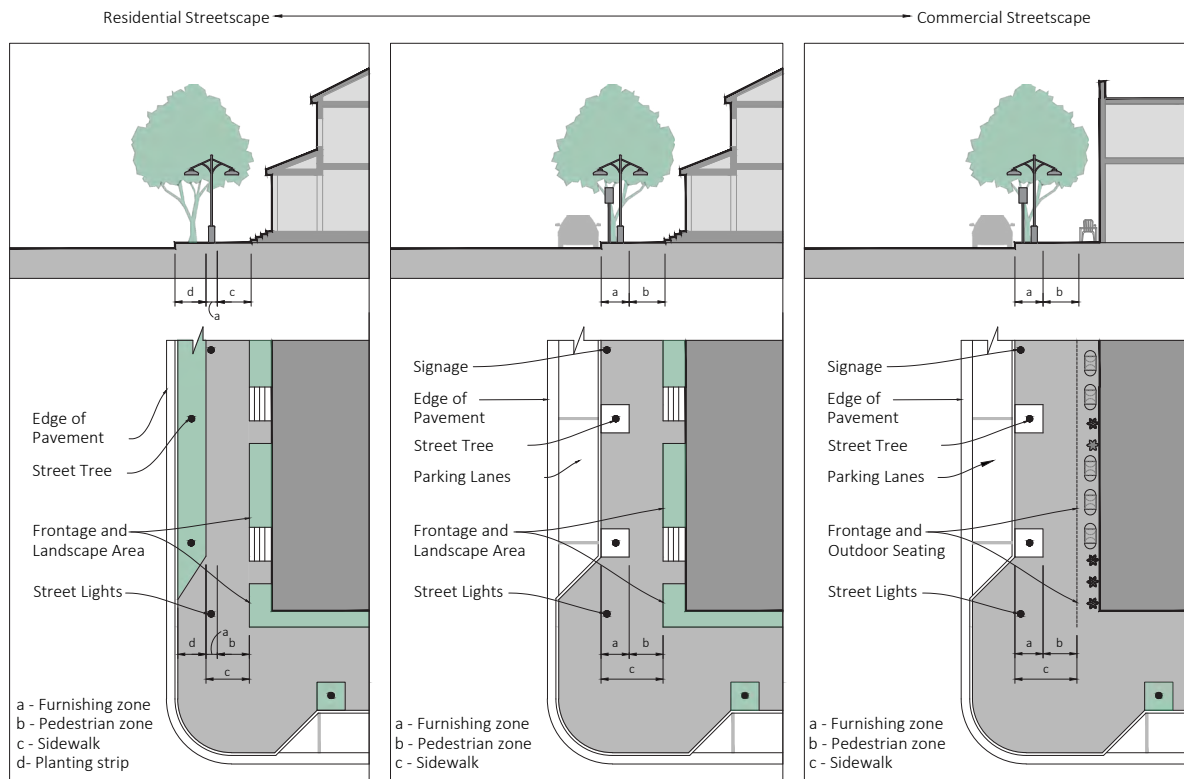 Residential Streetscape
Commercial Streetscape
d
c
a
Edge of
Pavement
Street Tree
Frontage and
Landscape Area
Street Lights
a
d
b
c
a - Furnishing zone
b - Pedestrian zone
c - Sidewalk
d- Planting strip
a
b
Signage
Edge of
Pavement
Street Tree
Parking Lanes
Frontage and
Landscape Area
Street Lights
a
b
c
a - Furnishing zone
b - Pedestrian zone
c - Sidewalk
a
b
Signage
Edge of
Pavement
Street Tree
Parking Lanes
Frontage and
Outdoor Seating
Street Lights
a
b
c
a - Furnishing zone
b - Pedestrian zone
c - Sidewalk